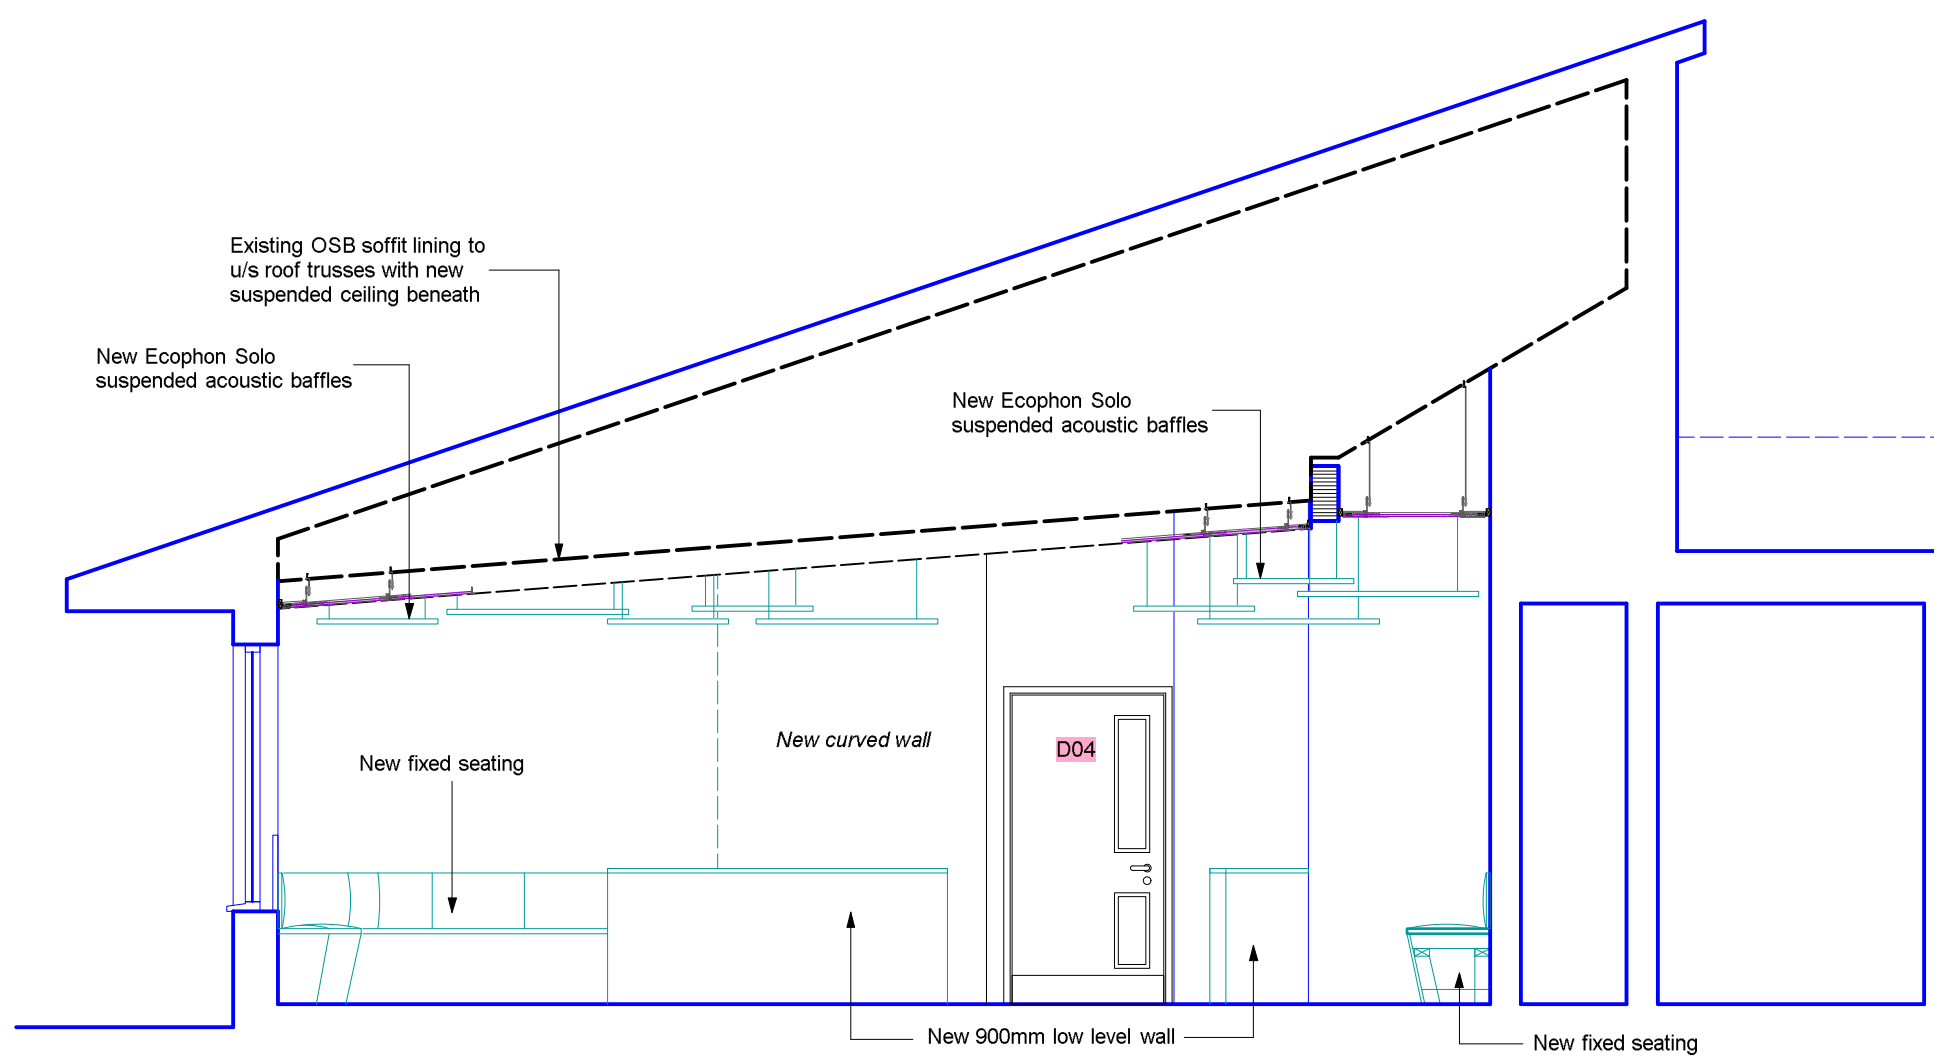 Existing OSB soffit lining to
u/s roof trusses with new
suspended ceiling beneath
New Ecophon Solo
suspended acoustic baffles
New Ecophon Solo
suspended acoustic baffles
New curved wall
D04
New fixed seating
New 900mm low level wall
New fixed seating